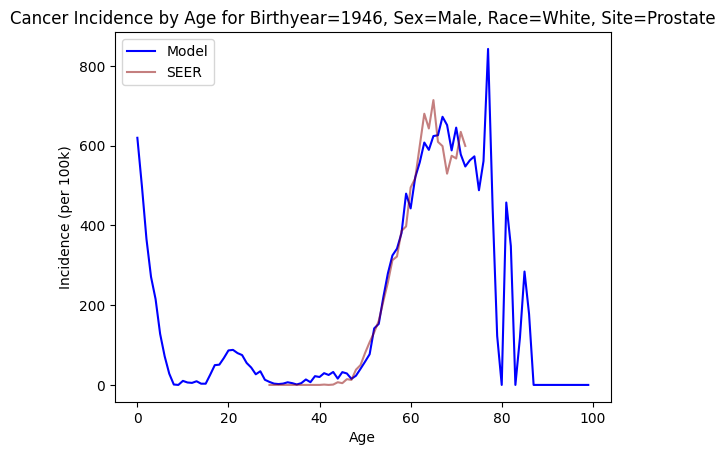 Cancer Incidence by Age for Birthyear=1946, Sex=Male, Race=White, Site=Prostate
Model
SEER
800
600
400
200
0
Incidence (per 100k)
0 20 40 60 80 100
Age